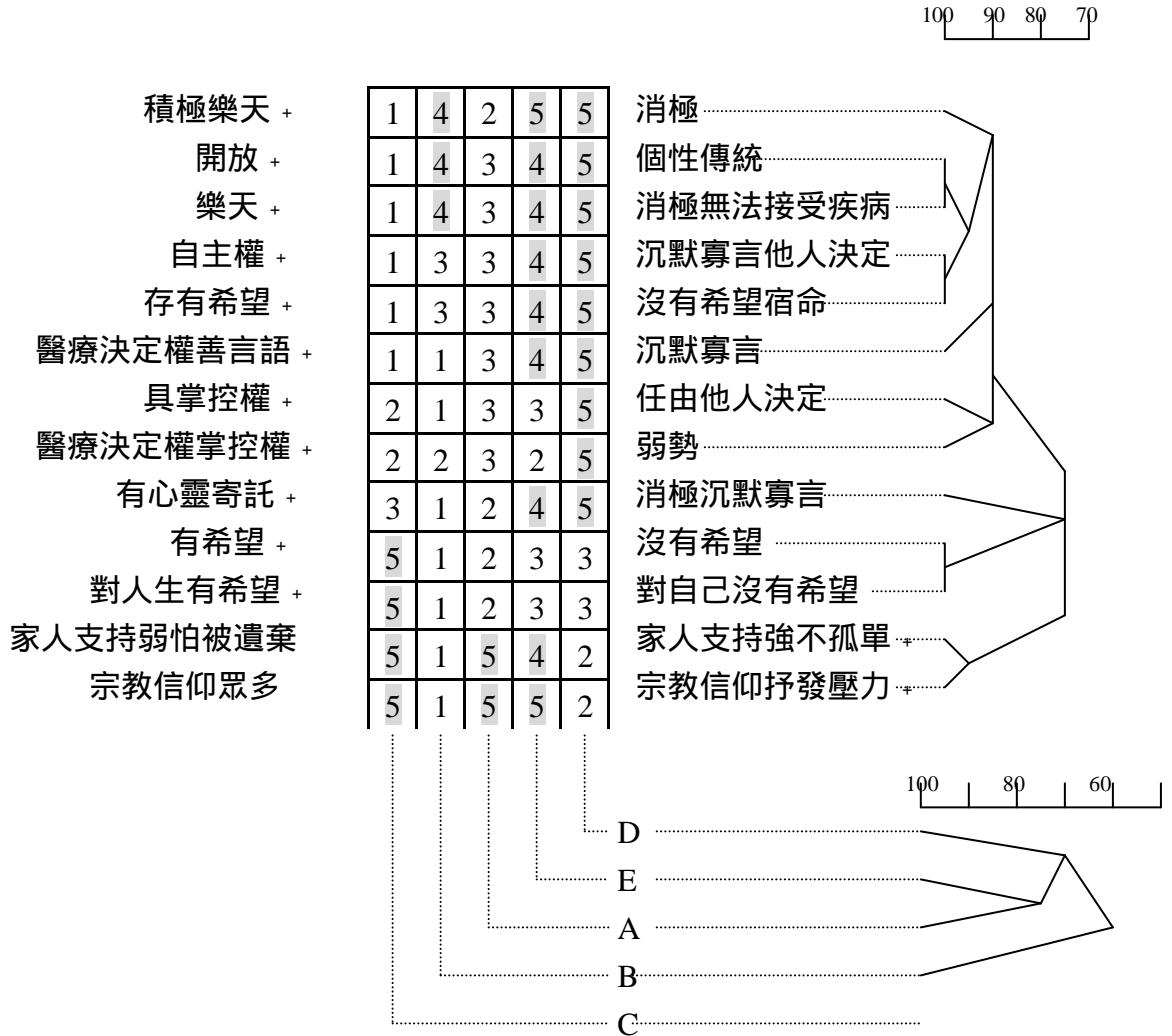 100 90 80 70
積極樂天 + 1 4 2 5 5 消極
開放 + 1 4 3 4 5 個性傳統
樂天 + 1 4 3 4 5 消極無法接受疾病
自主權 + 1 3 3 4 5 沉默寡言他人決定
存有希望 + 1 3 3 4 5 沒有希望宿命
醫療決定權善言語 + 1 1 3 4 5 沉默寡言
具掌控權 + 2 1 3 3 5 任由他人決定
醫療決定權掌控權 + 2 2 3 2 5 弱勢
有心靈寄託 + 3 1 2 4 5 消極沉默寡言
有希望 + 5 1 2 3 3 沒有希望
對人生有希望 + 5 1 2 3 3 對自己沒有希望
家人支持弱怕被遺棄 5 1 5 4 2 家人支持強不孤單 +
宗教信仰眾多 5 1 5 5 2 宗教信仰抒發壓力 +
100 80 60
D
E
A
B
C